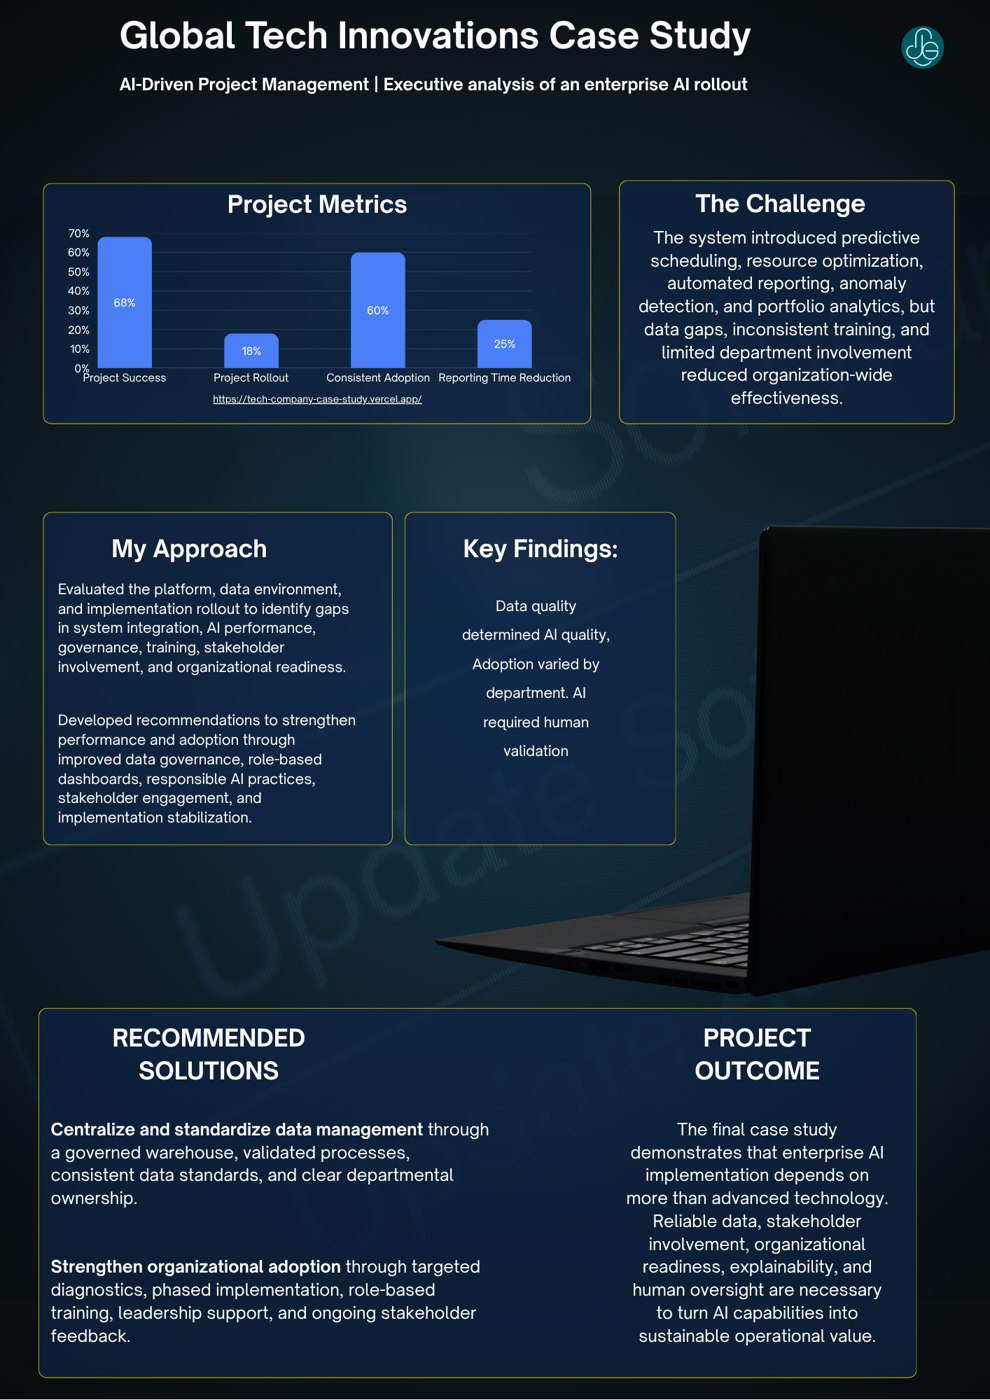 Global Tech Innovations Case Study
AI-Driven Project Management | Executive analysis of an enterprise AI rollout
Project Metrics
70%
60%
50%
40%
30%
20%
10%
0%
68%
18%
60%
25%
Project Success
Project Rollout
Consistent Adoption
Reporting Time Reduction
https://tech-company-case-study.vercel.app/
The Challenge
The system introduced predictive
scheduling, resource optimization,
automated reporting, anomaly
detection, and portfolio analytics, but
data gaps, inconsistent training, and
limited department involvement
reduced organization-wide
effectiveness.
My Approach
Evaluated the platform, data environment,
and implementation rollout to identify gaps
in system integration, AI performance,
governance, training, stakeholder
involvement, and organizational readiness.
Developed recommendations to strengthen
performance and adoption through
improved data governance, role-based
dashboards, responsible AI practices,
stakeholder engagement, and
implementation stabilization.
Key Findings:
Data quality
determined AI quality,
Adoption varied by
department. AI
required human
validation
Update
RECOMMENDED
SOLUTIONS
Centralize and standardize data management through
a governed warehouse, validated processes,
consistent data standards, and clear departmental
ownership.
Strengthen organizational adoption through targeted
diagnostics, phased implementation, role-based
training, leadership support, and ongoing stakeholder
feedback.
PROJECT
OUTCOME
The final case study
demonstrates that enterprise AI
implementation depends on
more than advanced technology.
Reliable data, stakeholder
involvement, organizational
readiness, explainability, and
human oversight are necessary
to turn AI capabilities into
sustainable operational value.